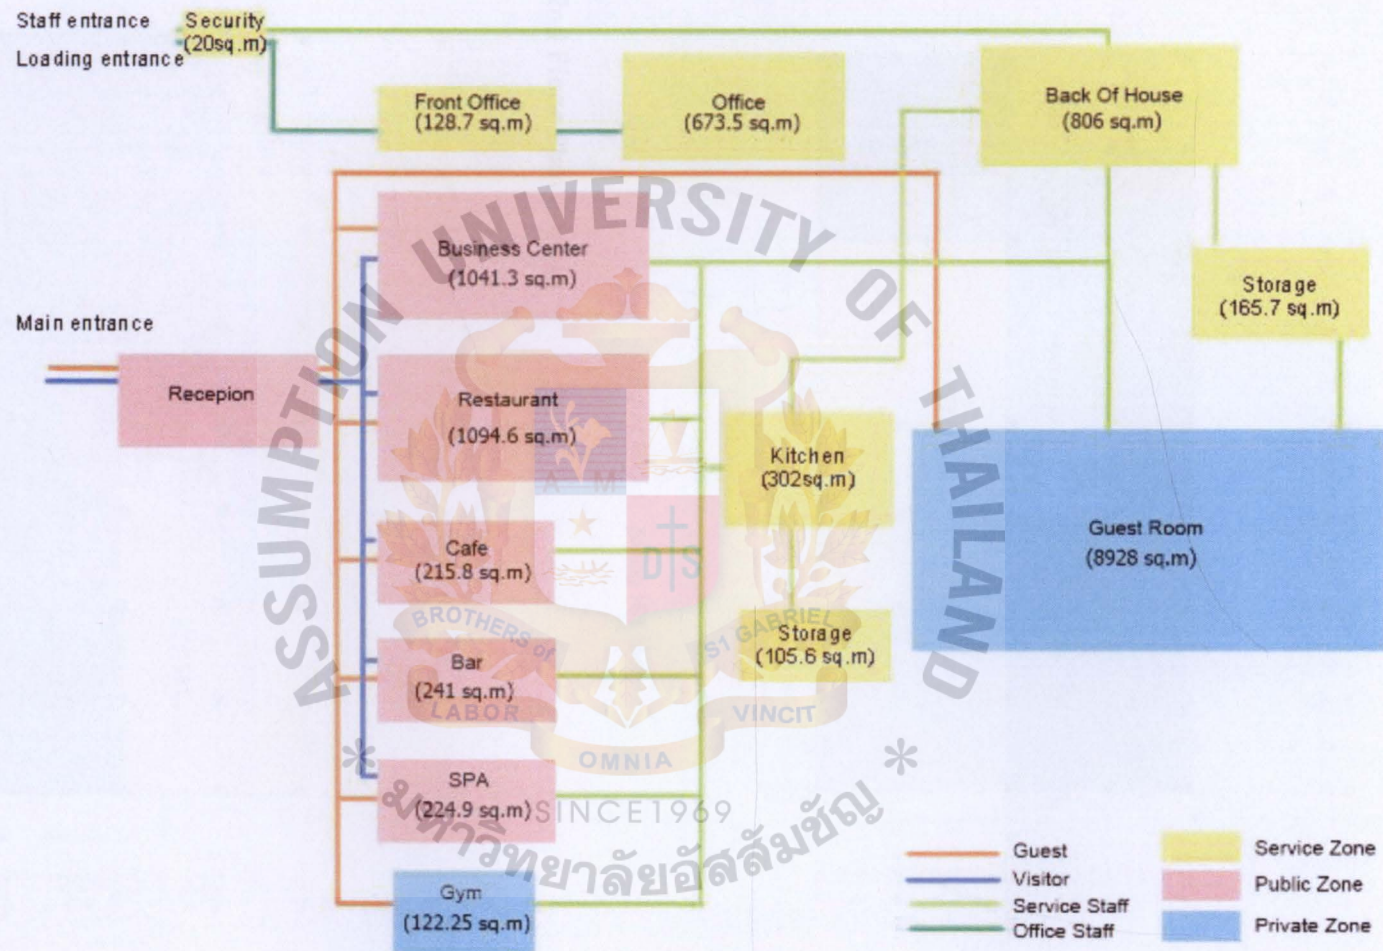 Staff entrance
Security
(20sq.m)
Loading entrance
Front Office
(128.7 sq.m)
Office
(673.5 sq.m)
Back Of House
(806 sq.m)
Business Center
(1041.3 sq.m)
Storage
(165.7 sq.m)
Main entrance
Recepion
Restaurant
(1094.6 sq.m)
Kitchen
(302sq.m)
Guest Room
(8928 sq.m)
Cafe
(215.8 sq.m)
Storage
(105.6 sq.m)
Bar
(241 sq.m)
SPA
(224.9 sq.m)
Gym
(122.25 sq.m)
Guest
Visitor
Service Staff
Office Staff
Service Zone
Public Zone
Private Zone
ASSUMPTION UNIVERSITY OF THAILAND
A M
D S
BROTHERS of
ST GABRIEL
LABOR
OMNIA
VINCIT
SINCE1969
* มหาวิทยาลัยอัสสัมชัญ *